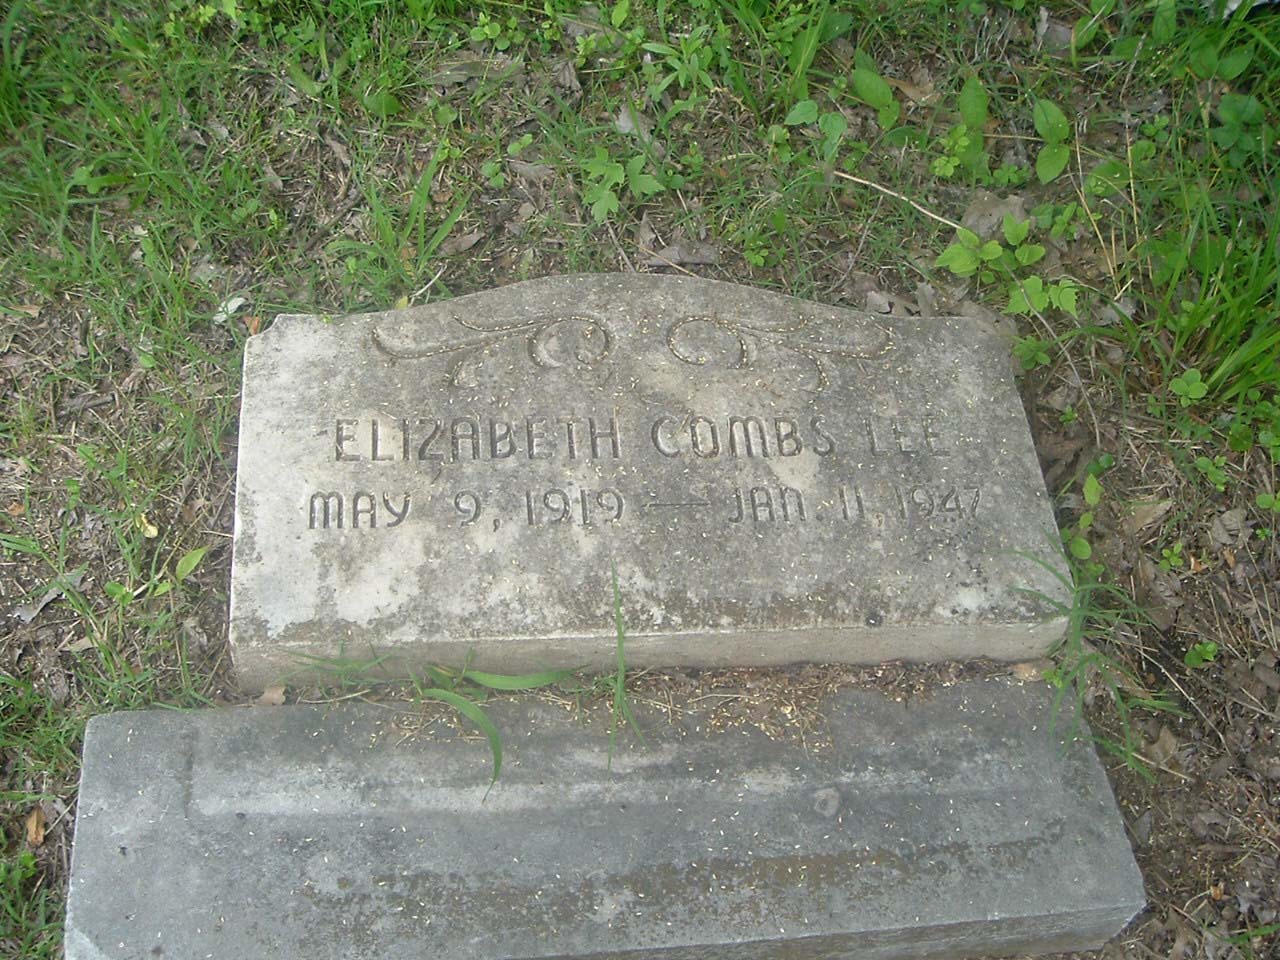 ELIZABETH COMBS LEE
MAY 9, 1919 — JAN. 11, 1947